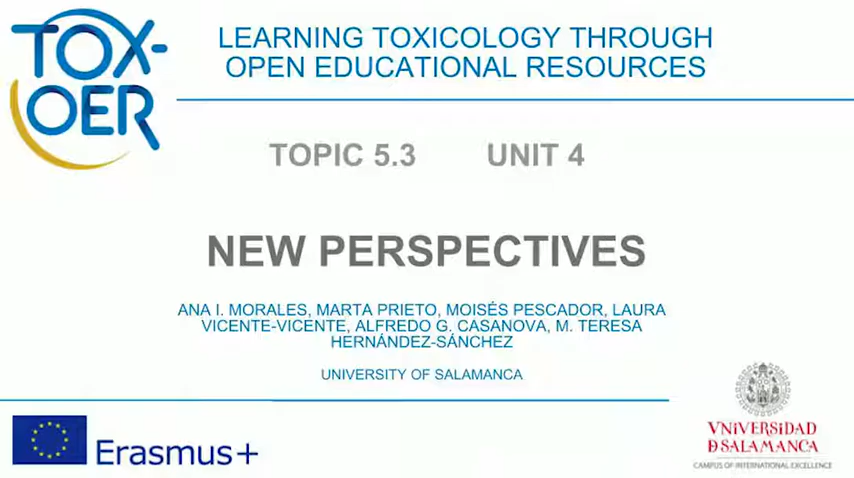 TOX-
OER
LEARNING TOXICOLOGY THROUGH
OPEN EDUCATIONAL RESOURCES
TOPIC 5.3 UNIT 4
NEW PERSPECTIVES
ANA I. MORALES, MARTA PRIETO, MOISÉS PESCADOR, LAURA
VICENTE-VICENTE, ALFREDO G. CASANOVA, M. TERESA
HERNÁNDEZ-SÁNCHEZ
UNIVERSITY OF SALAMANCA
Erasmus+
VNiVERSiDAD
D SALAMANCA
CAMPUS OF INTERNATIONAL EXCELLENCE